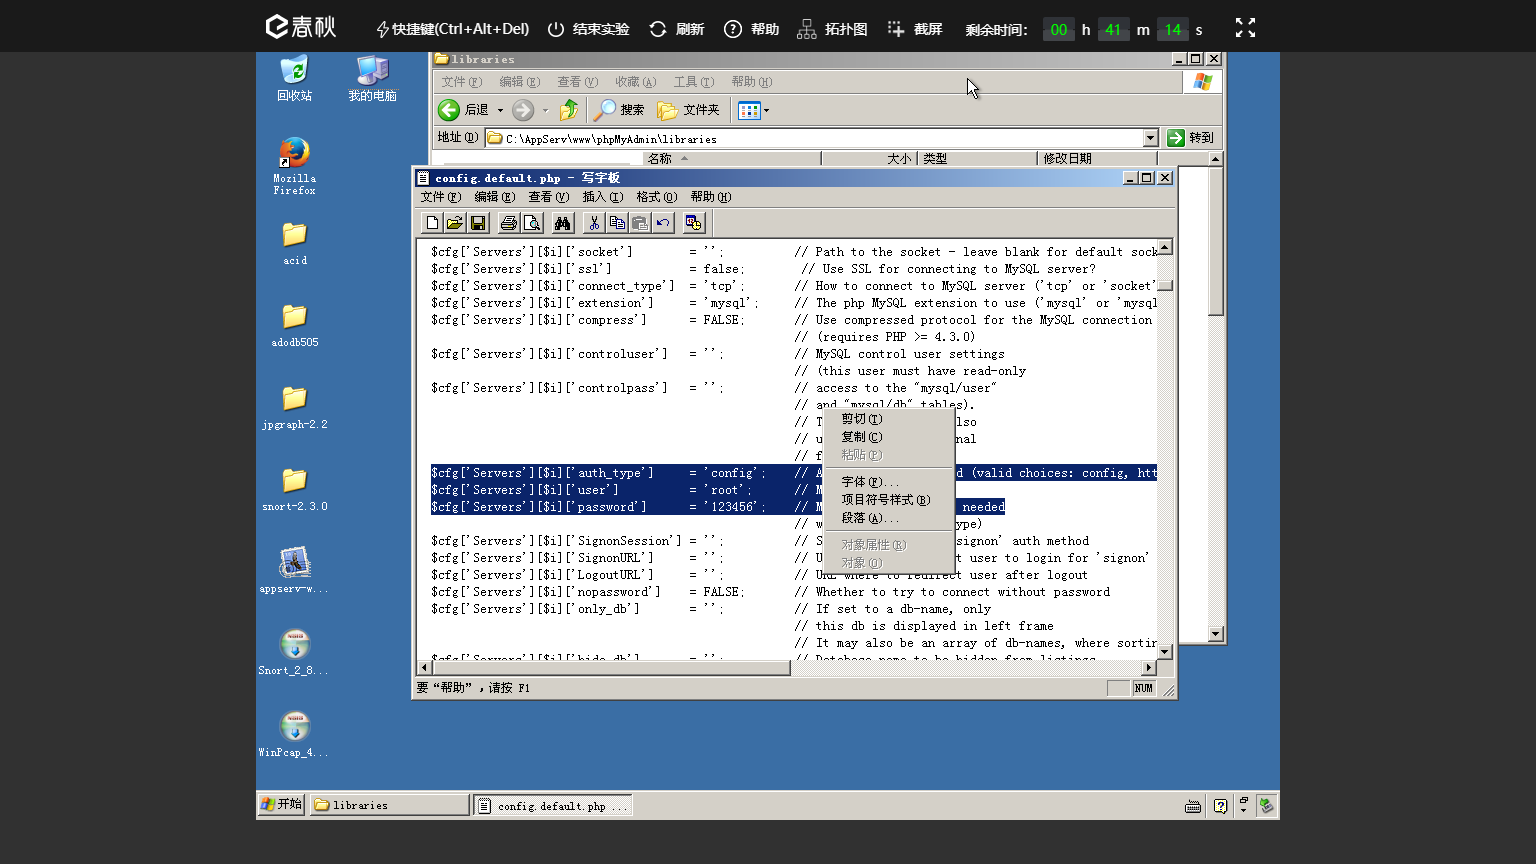 春秋 快捷键(Ctrl+Alt+Del) 结束实验 刷新 帮助 拓扑图 截屏 剩余时间： 00 h 41 m 14 s
libraries
文件(F) 编辑(E) 查看(V) 收藏(A) 工具(T) 帮助(H)
后退 搜索 文件夹
地址(D) C:\AppServ\www\phpMyAdmin\libraries 转到
名称 大小 类型 修改日期
回收站
我的电脑
Mozilla
Firefox
acid
adodb505
jpgraph-2.2
snort-2.3.0
appserv-w...
Snort_2_8...
WinPcap_4...
config.default.php - 写字板
文件(F) 编辑(E) 查看(V) 插入(I) 格式(O) 帮助(H)
$cfg['Servers'][$i]['socket'] = ''; // Path to the socket - leave blank for default sock
$cfg['Servers'][$i]['ssl'] = false; // Use SSL for connecting to MySQL server?
$cfg['Servers'][$i]['connect_type'] = 'tcp'; // How to connect to MySQL server ('tcp' or 'socket'
$cfg['Servers'][$i]['extension'] = 'mysql'; // The php MySQL extension to use ('mysql' or 'mysql
$cfg['Servers'][$i]['compress'] = FALSE; // Use compressed protocol for the MySQL connection
// (requires PHP >= 4.3.0)
$cfg['Servers'][$i]['controluser'] = ''; // MySQL control user settings
// (this user must have read-only
$cfg['Servers'][$i]['controlpass'] = ''; // access to the "mysql/user"
// and "mysql/db" tables).
// T lso
// u nal
// f
$cfg['Servers'][$i]['auth_type'] = 'config'; // A d (valid choices: config, htt
$cfg['Servers'][$i]['user'] = 'root'; // M
$cfg['Servers'][$i]['password'] = '123456'; // M needed
// w ype)
$cfg['Servers'][$i]['SignonSession'] = ''; // S signon' auth method
$cfg['Servers'][$i]['SignonURL'] = ''; // U t user to login for 'signon'
$cfg['Servers'][$i]['LogoutURL'] = ''; // URL where to redirect user after logout
$cfg['Servers'][$i]['nopassword'] = FALSE; // Whether to try to connect without password
$cfg['Servers'][$i]['only_db'] = ''; // If set to a db-name, only
// this db is displayed in left frame
// It may also be an array of db-names, where sortin
$cfg['Servers'][$i]['hide_db'] = ''; // Database name to be hidden from listings
剪切(T)
复制(C)
粘贴(P)
字体(F)...
项目符号样式(B)
段落(A)...
对象属性(R)
对象(O)
要“帮助”，请按 F1 NUM
开始 libraries config.default.php ...